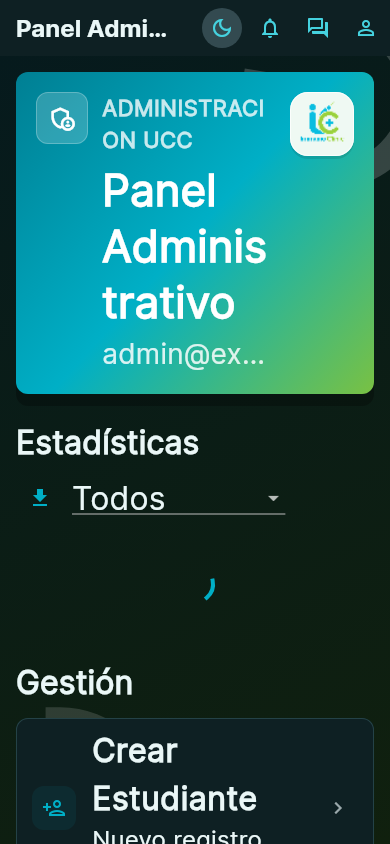 Panel Admi...
ADMINISTRACI
ON UCC
Panel
Adminis
trativo
admin@ex...
Estadísticas
Todos
Gestión
Crear
Estudiante
Nuevo registro